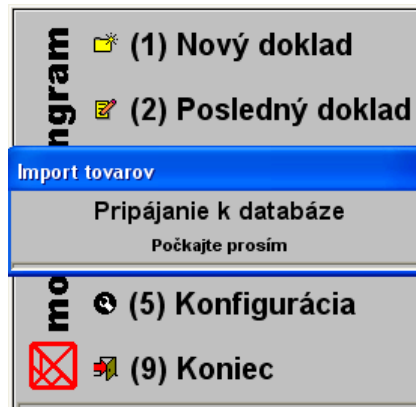 (1) Nový doklad
(2) Posledný doklad
Import tovarov
Pripájanie k databáze
Počkajte prosím
(5) Konfigurácia
(9) Koniec